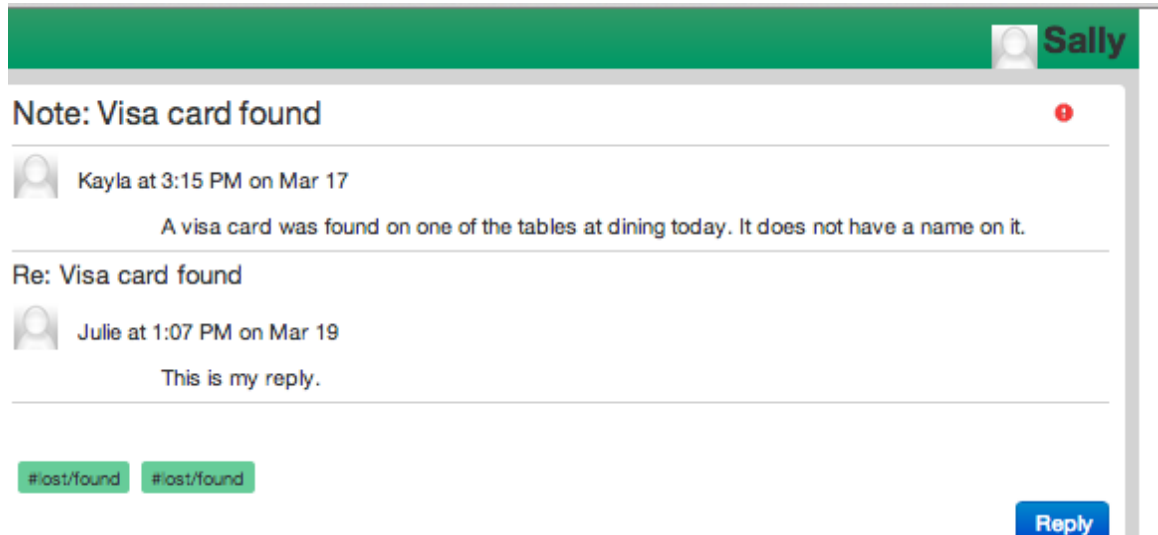 Sally
Note: Visa card found
Kayla at 3:15 PM on Mar 17
A visa card was found on one of the tables at dining today. It does not have a name on it.
Re: Visa card found
Julie at 1:07 PM on Mar 19
This is my reply.
#lost/found #lost/found
Reply